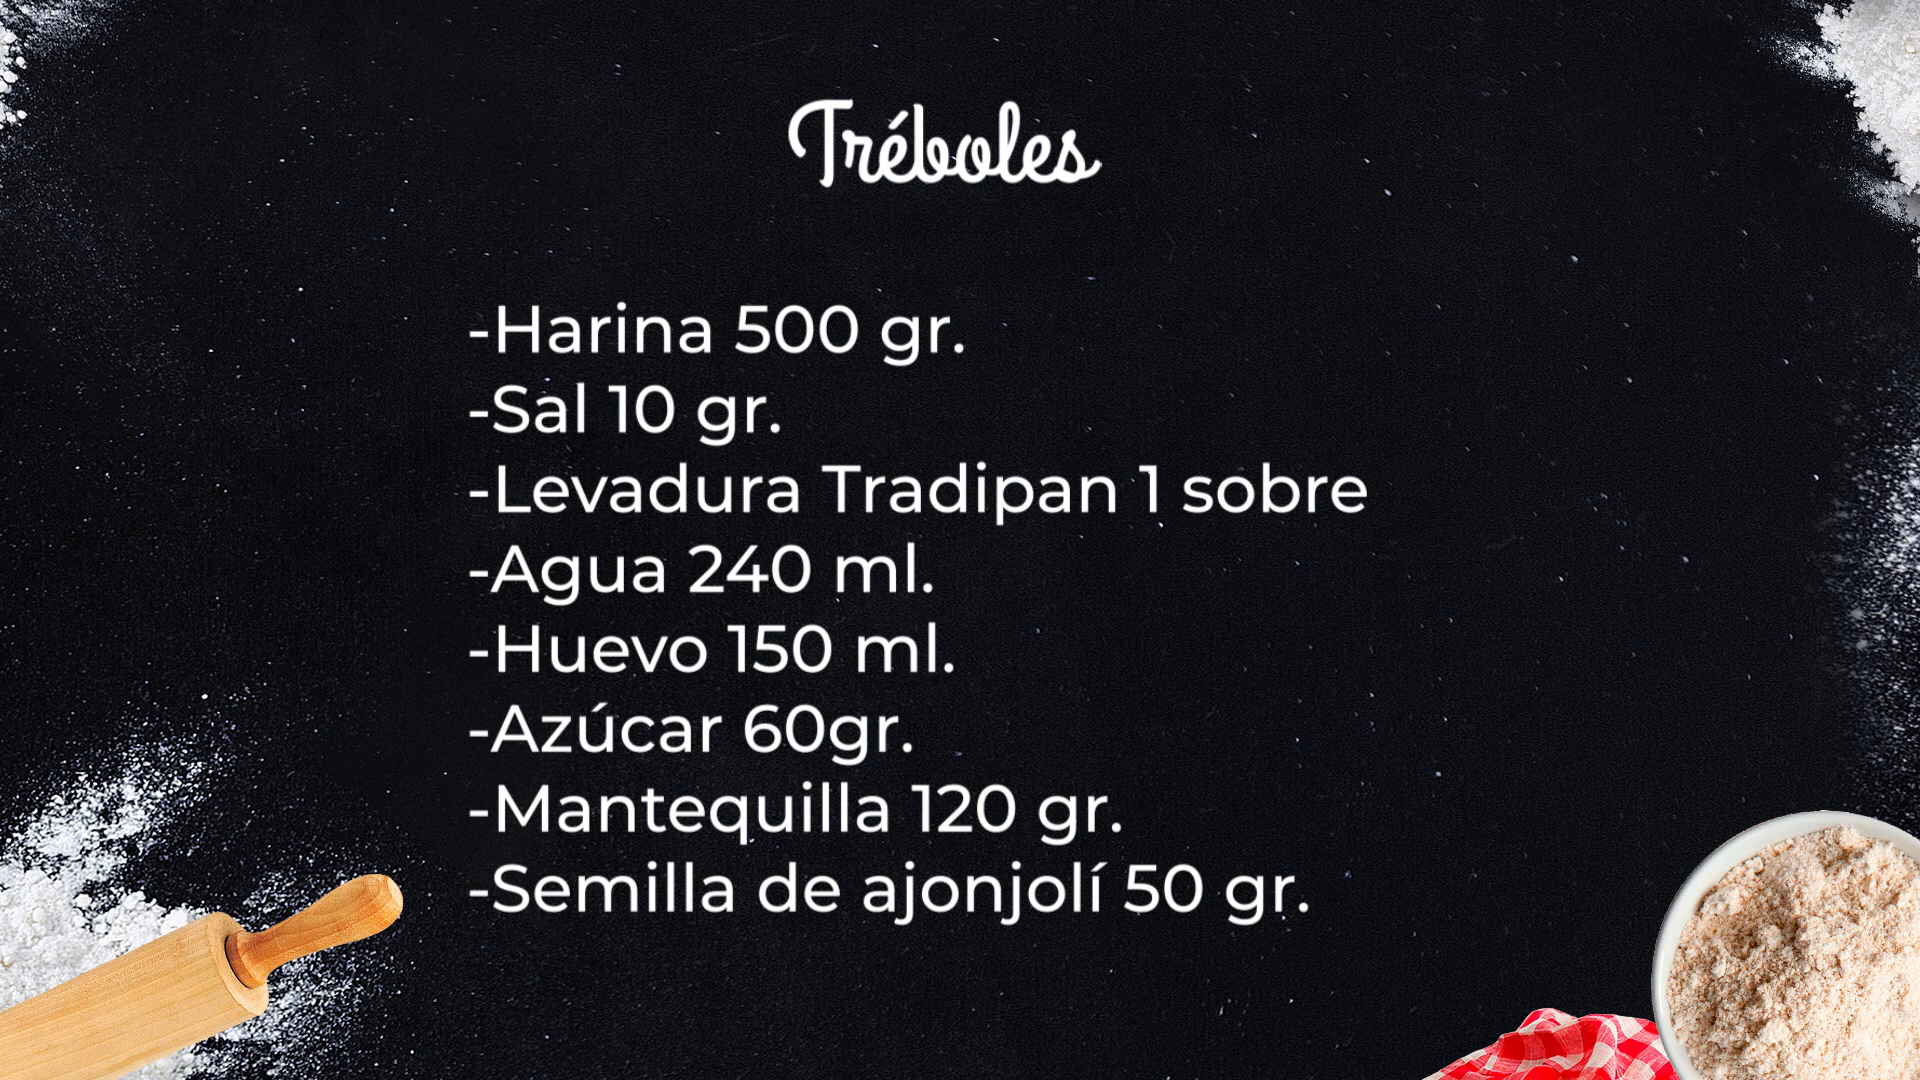 Tréboles
-Harina 500 gr.
-Sal 10 gr.
-Levadura Tradipan 1 sobre
-Agua 240 ml.
-Huevo 150 ml.
-Azúcar 60gr.
-Mantequilla 120 gr.
-Semilla de ajonjolí 50 gr.